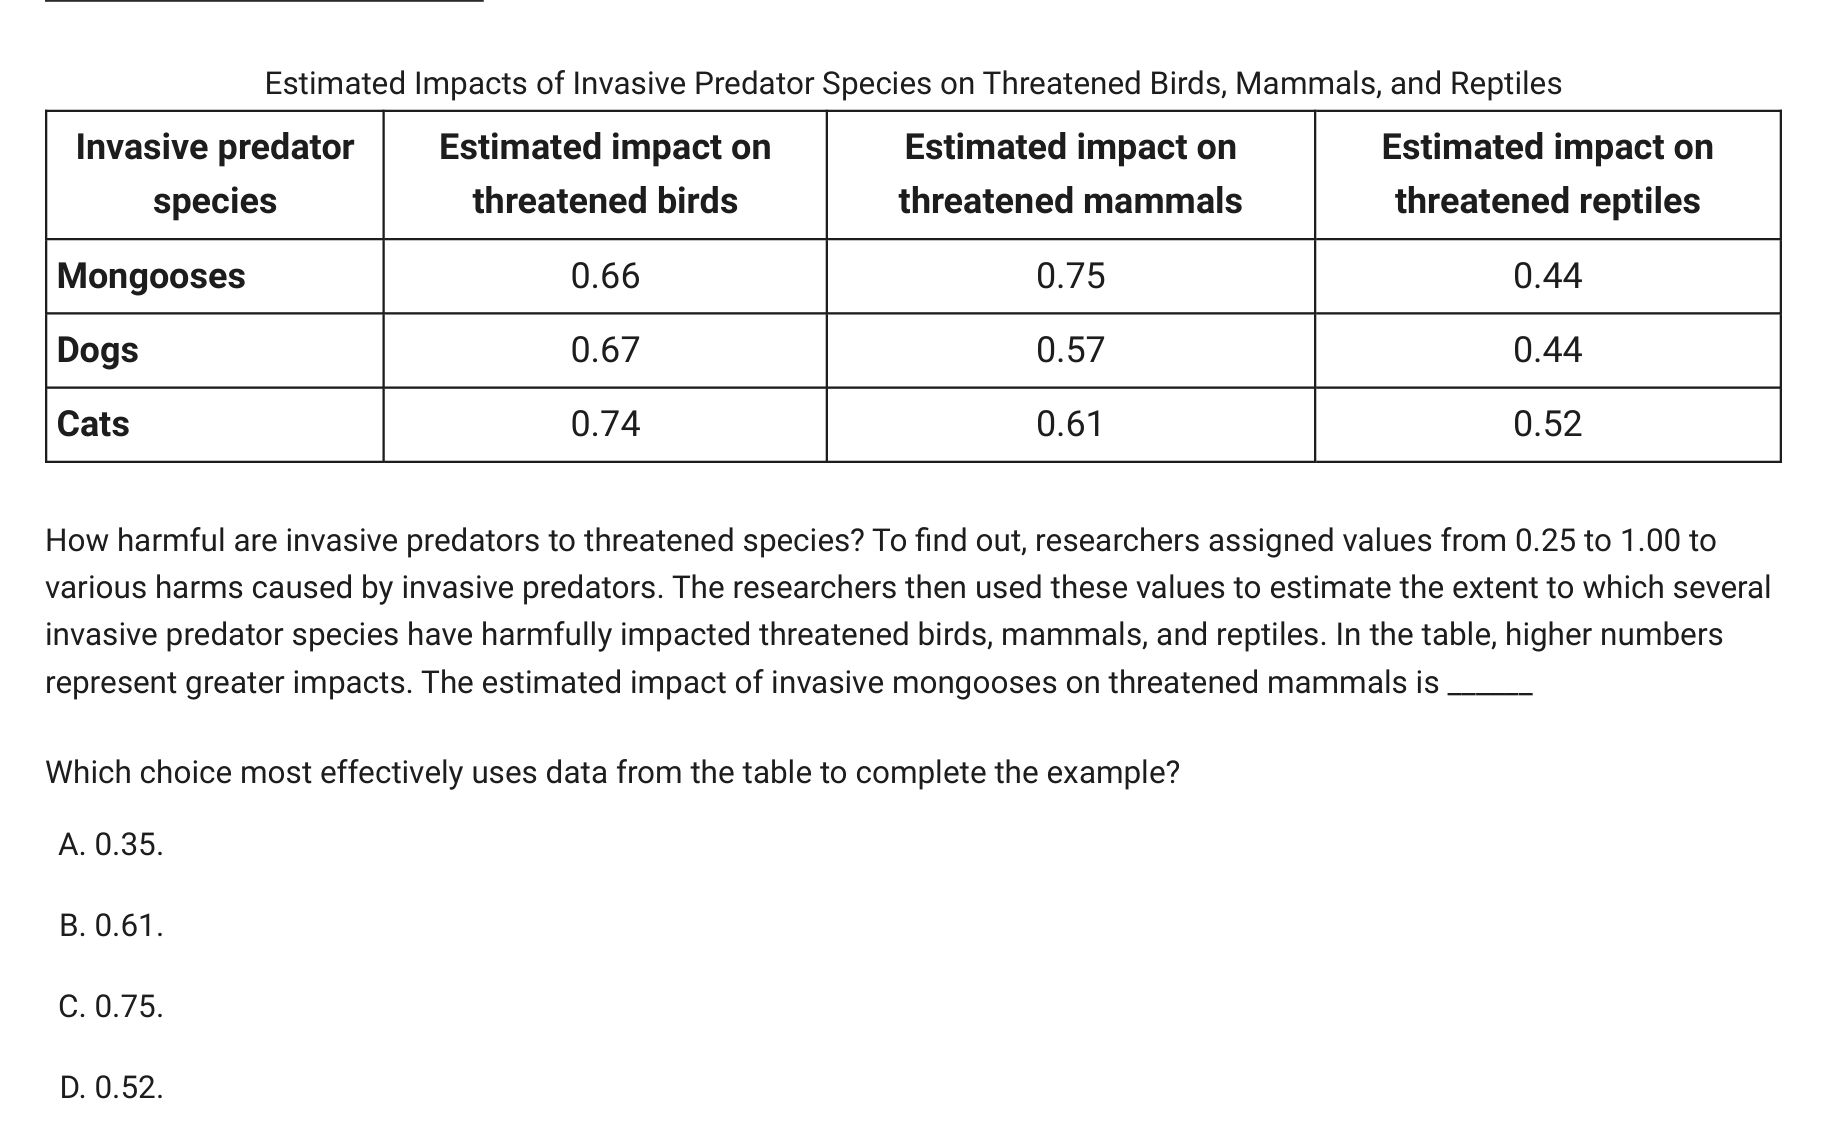 Estimated Impacts of Invasive Predator Species on Threatened Birds, Mammals, and Reptiles
Invasive predator species | Estimated impact on threatened birds | Estimated impact on threatened mammals | Estimated impact on threatened reptiles
Mongooses | 0.66 | 0.75 | 0.44
Dogs | 0.67 | 0.57 | 0.44
Cats | 0.74 | 0.61 | 0.52
How harmful are invasive predators to threatened species? To find out, researchers assigned values from 0.25 to 1.00 to
various harms caused by invasive predators. The researchers then used these values to estimate the extent to which several
invasive predator species have harmfully impacted threatened birds, mammals, and reptiles. In the table, higher numbers
represent greater impacts. The estimated impact of invasive mongooses on threatened mammals is ______
Which choice most effectively uses data from the table to complete the example?
A. 0.35.
B. 0.61.
C. 0.75.
D. 0.52.